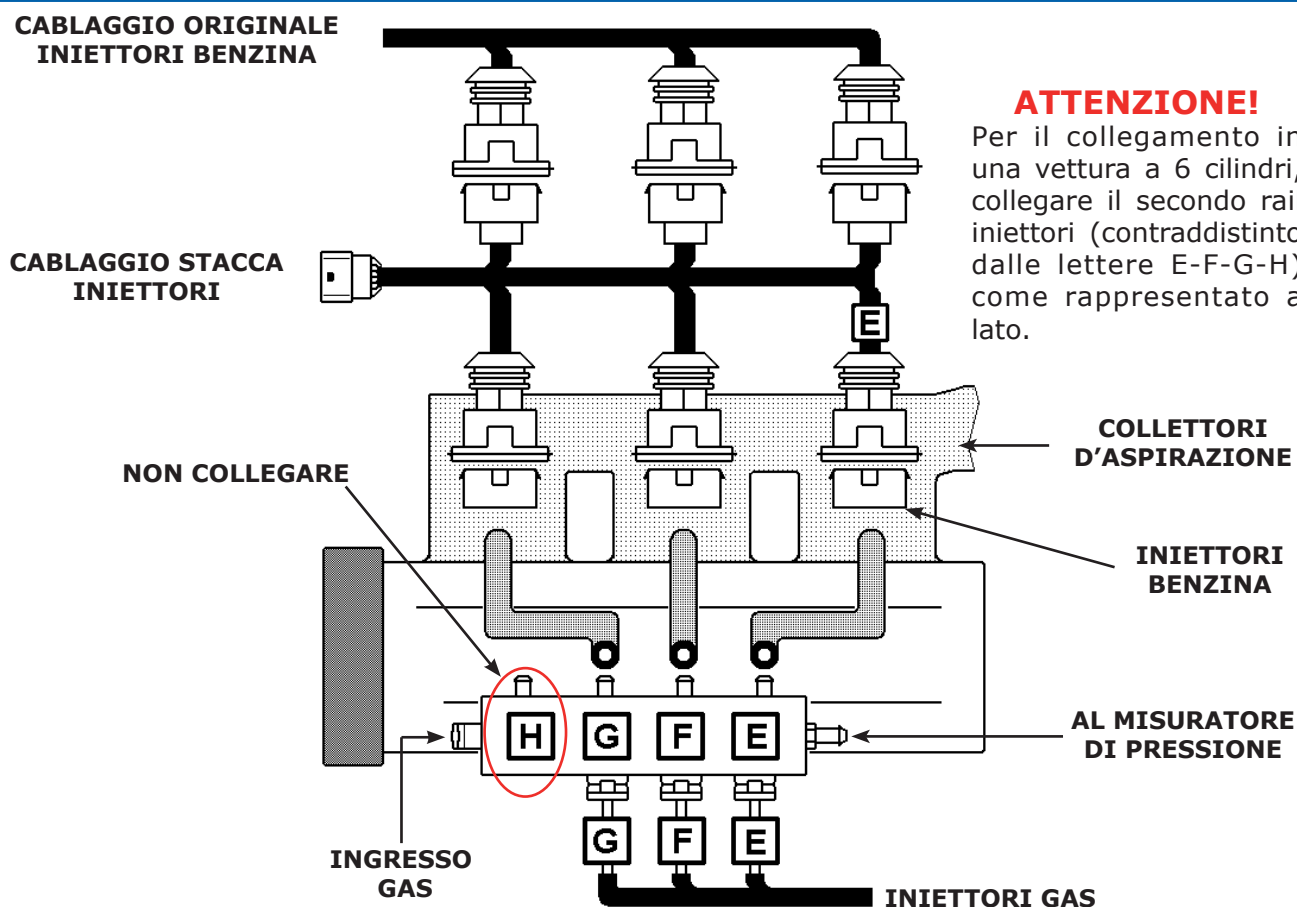 CABLAGGIO ORIGINALE
INIETTORI BENZINA
ATTENZIONE!
Per il collegamento in
una vettura a 6 cilindri,
collegare il secondo rai
iniettori (contraddistinto
dalle lettere E-F-G-H)
come rappresentato a
lato.
CABLAGGIO STACCA
INIETTORI
E
COLLETTORI
D’ASPIRAZIONE
NON COLLEGARE
INIETTORI
BENZINA
H G F E
AL MISURATORE
DI PRESSIONE
G F E
INGRESSO
GAS
INIETTORI GAS